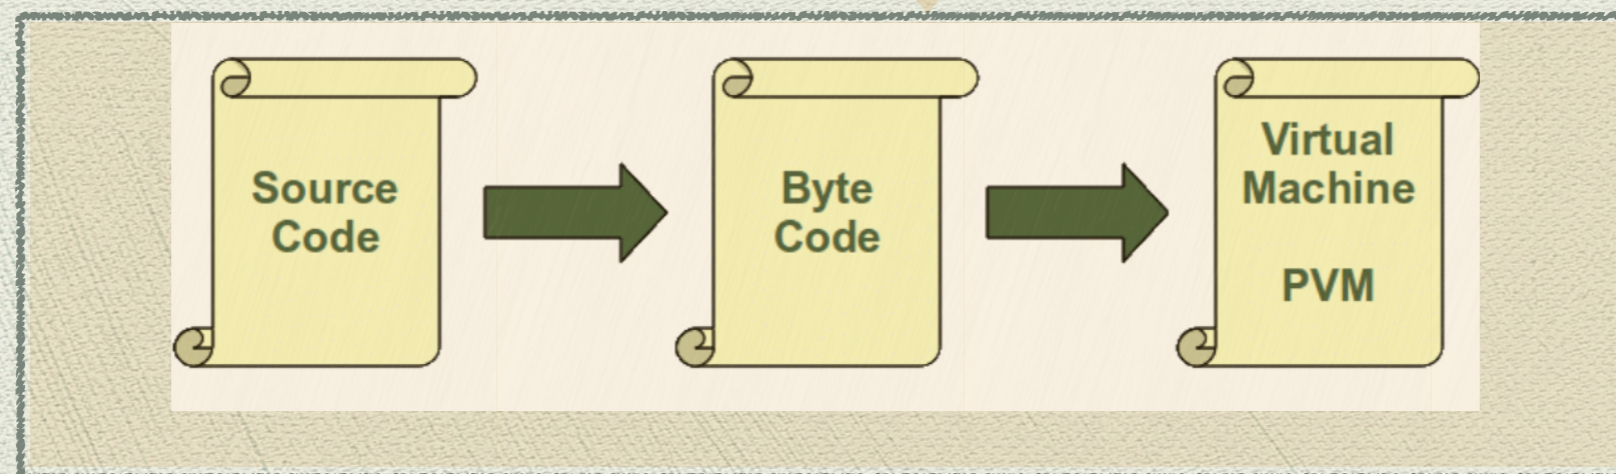 Source
Code
Byte
Code
Virtual
Machine
PVM